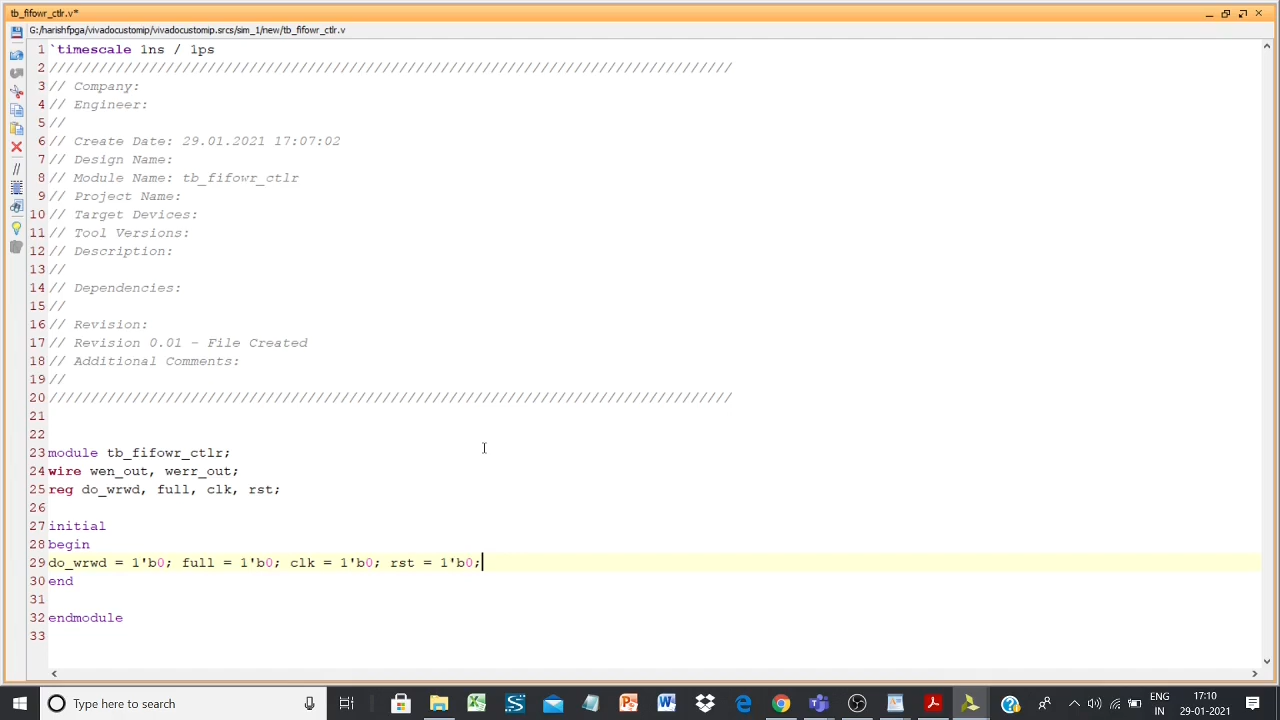 tb_fifowr_ctlr.v*
G:/harishfpga/vivadocustomip/vivadocustomip.srcs/sim_1/new/tb_fifowr_ctlr.v
1 `timescale 1ns / 1ps
2 //////////////////////////////////////////////////////////////////////////////////
3 // Company:
4 // Engineer:
5 //
6 // Create Date: 29.01.2021 17:07:02
7 // Design Name:
8 // Module Name: tb_fifowr_ctlr
9 // Project Name:
10 // Target Devices:
11 // Tool Versions:
12 // Description:
13 //
14 // Dependencies:
15 //
16 // Revision:
17 // Revision 0.01 - File Created
18 // Additional Comments:
19 //
20 //////////////////////////////////////////////////////////////////////////////////
21
22
23 module tb_fifowr_ctlr;
24 wire wen_out, werr_out;
25 reg do_wrwd, full, clk, rst;
26
27 initial
28 begin
29 do_wrwd = 1'b0; full = 1'b0; clk = 1'b0; rst = 1'b0;
30 end
31
32 endmodule
33
Type here to search
ENG
IN
17:10
29-01-2021